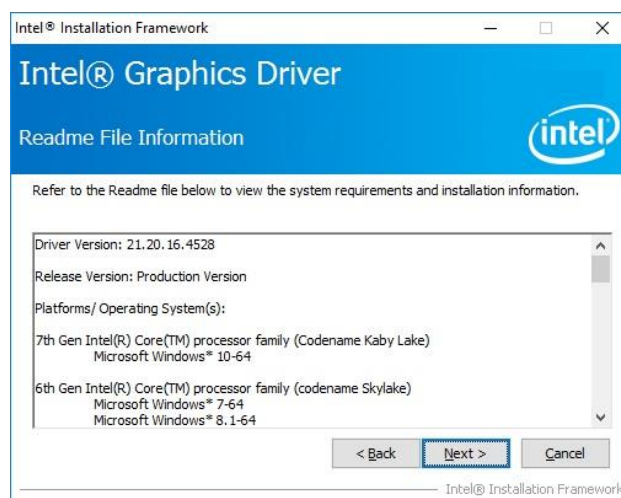 Intel® Installation Framework
Intel® Graphics Driver
Readme File Information
intel
Refer to the Readme file below to view the system requirements and installation information.
Driver Version: 21.20.16.4528
Release Version: Production Version
Platforms/ Operating System(s):
7th Gen Intel(R) Core(TM) processor family (Codename Kaby Lake)
Microsoft Windows* 10-64
6th Gen Intel(R) Core(TM) processor family (codename Skylake)
Microsoft Windows* 7-64
Microsoft Windows* 8.1-64
< Back Next > Cancel
Intel® Installation Framework